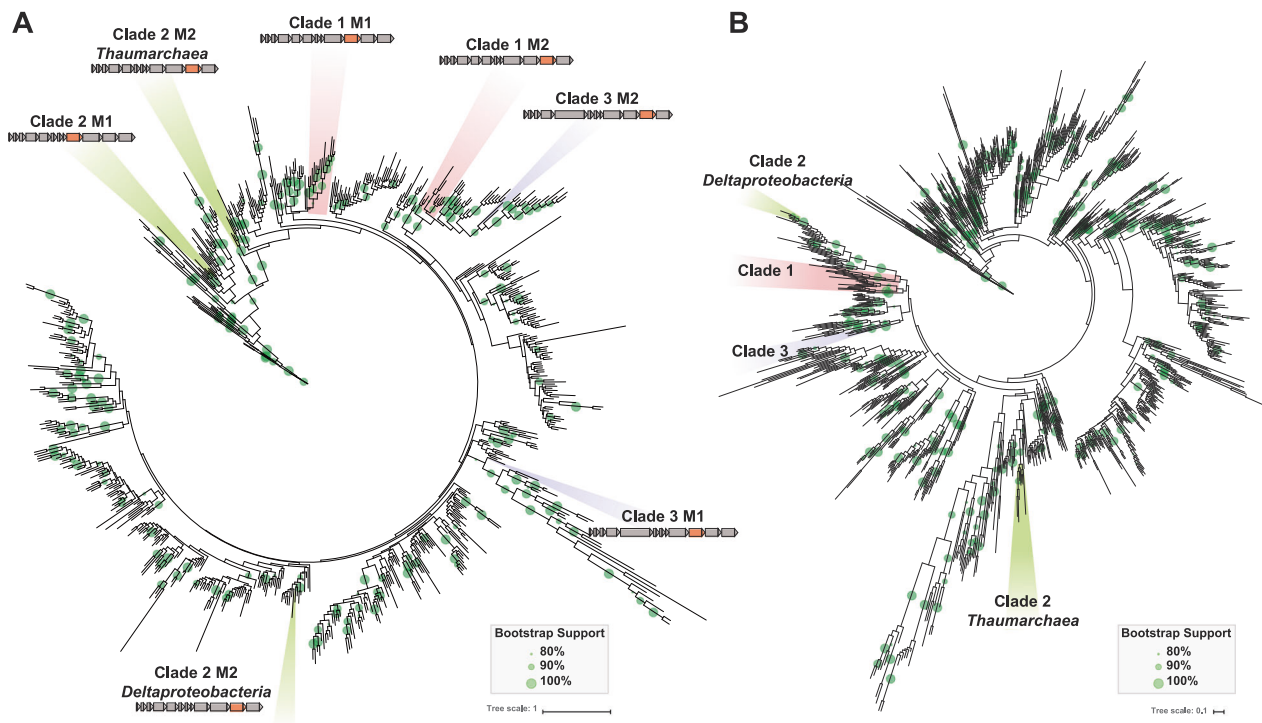 A
Clade 1 M1
Clade 2 M2
Thaumarchaea
Clade 1 M2
Clade 3 M2
Clade 2 M1
Clade 3 M1
Clade 2 M2
Deltaproteobacteria
Bootstrap Support
80%
90%
100%
Tree scale: 1
B
Clade 2
Deltaproteobacteria
Clade 1
Clade 3
Clade 2
Thaumarchaea
Bootstrap Support
80%
90%
100%
Tree scale: 0.1